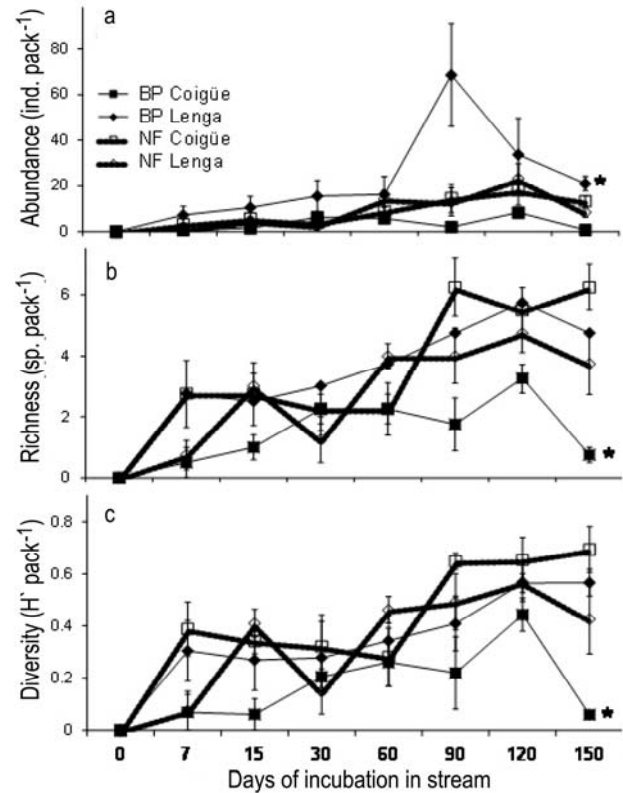 a
Abundance (ind. pack-1)
80
60
40
20
0
BP Coigüe
BP Lenga
NF Coigüe
NF Lenga
*
b
Richness (sp. pack-1)
6
4
2
0
*
c
Diversity (H` pack-1)
0.8
0.6
0.4
0.2
0
*
0 7 15 30 60 90 120 150
Days of incubation in stream